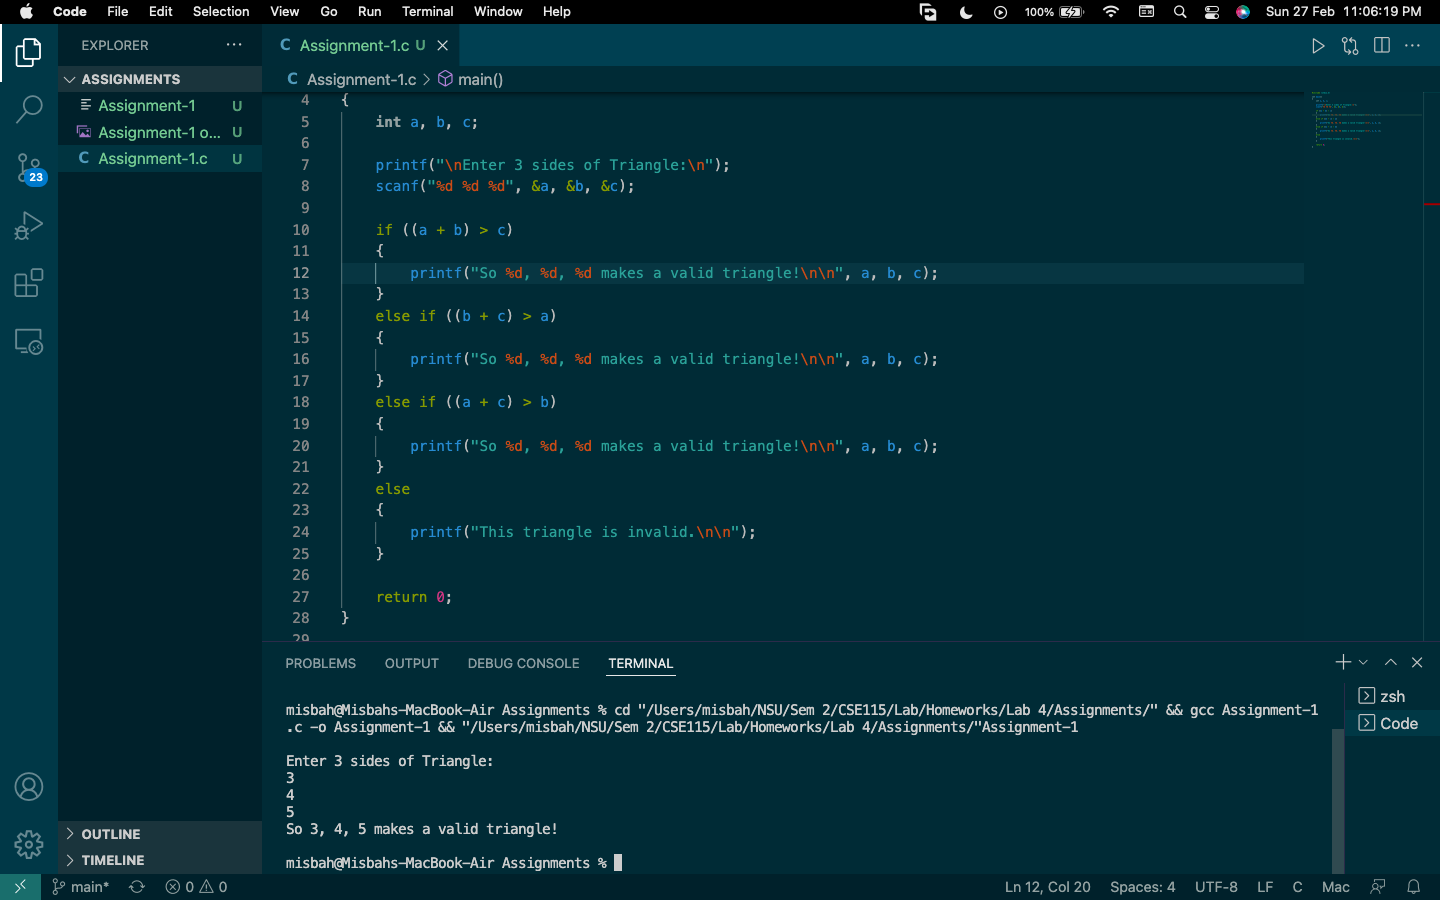 Code File Edit Selection View Go Run Terminal Window Help 100% Sun 27 Feb 11:06:19 PM
EXPLORER
ASSIGNMENTS
Assignment-1 U
Assignment-1 o... U
C Assignment-1.c U
23
OUTLINE
TIMELINE
C Assignment-1.c U
C Assignment-1.c > main()
4 {
5 int a, b, c;
6
7 printf("\nEnter 3 sides of Triangle:\n");
8 scanf("%d %d %d", &a, &b, &c);
9
10 if ((a + b) > c)
11 {
12 printf("So %d, %d, %d makes a valid triangle!\n\n", a, b, c);
13 }
14 else if ((b + c) > a)
15 {
16 printf("So %d, %d, %d makes a valid triangle!\n\n", a, b, c);
17 }
18 else if ((a + c) > b)
19 {
20 printf("So %d, %d, %d makes a valid triangle!\n\n", a, b, c);
21 }
22 else
23 {
24 printf("This triangle is invalid.\n\n");
25 }
26
27 return 0;
28 }
29
PROBLEMS OUTPUT DEBUG CONSOLE TERMINAL
misbah@Misbahs-MacBook-Air Assignments % cd "/Users/misbah/NSU/Sem 2/CSE115/Lab/Homeworks/Lab 4/Assignments/" && gcc Assignment-1
.c -o Assignment-1 && "/Users/misbah/NSU/Sem 2/CSE115/Lab/Homeworks/Lab 4/Assignments/"Assignment-1
Enter 3 sides of Triangle:
3
4
5
So 3, 4, 5 makes a valid triangle!
misbah@Misbahs-MacBook-Air Assignments %
zsh
Code
main* 0 0 Ln 12, Col 20 Spaces: 4 UTF-8 LF C Mac